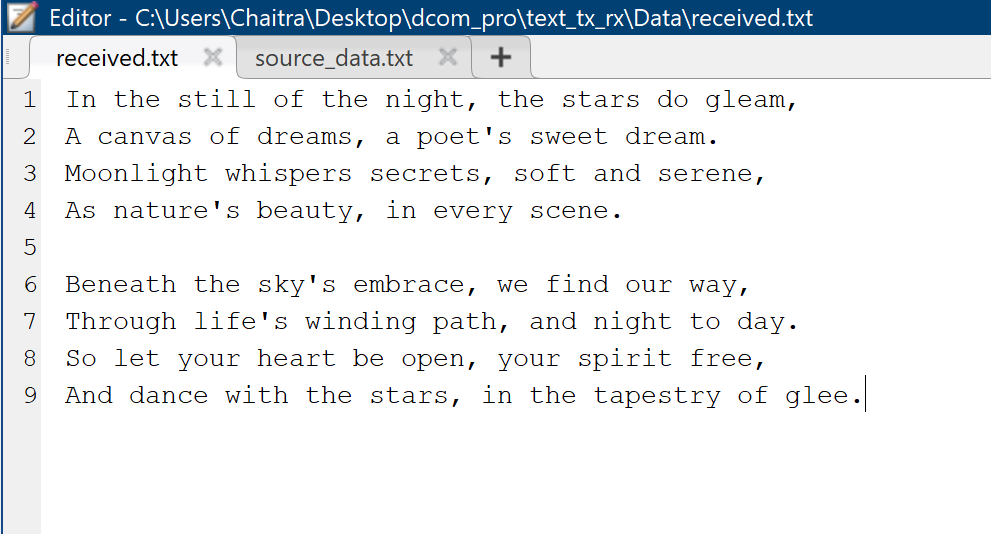 Editor - C:\Users\Chaitra\Desktop\dcom_pro\text_tx_rx\Data\received.txt
received.txt source_data.txt +
1 In the still of the night, the stars do gleam,
2 A canvas of dreams, a poet's sweet dream.
3 Moonlight whispers secrets, soft and serene,
4 As nature's beauty, in every scene.
5
6 Beneath the sky's embrace, we find our way,
7 Through life's winding path, and night to day.
8 So let your heart be open, your spirit free,
9 And dance with the stars, in the tapestry of glee.